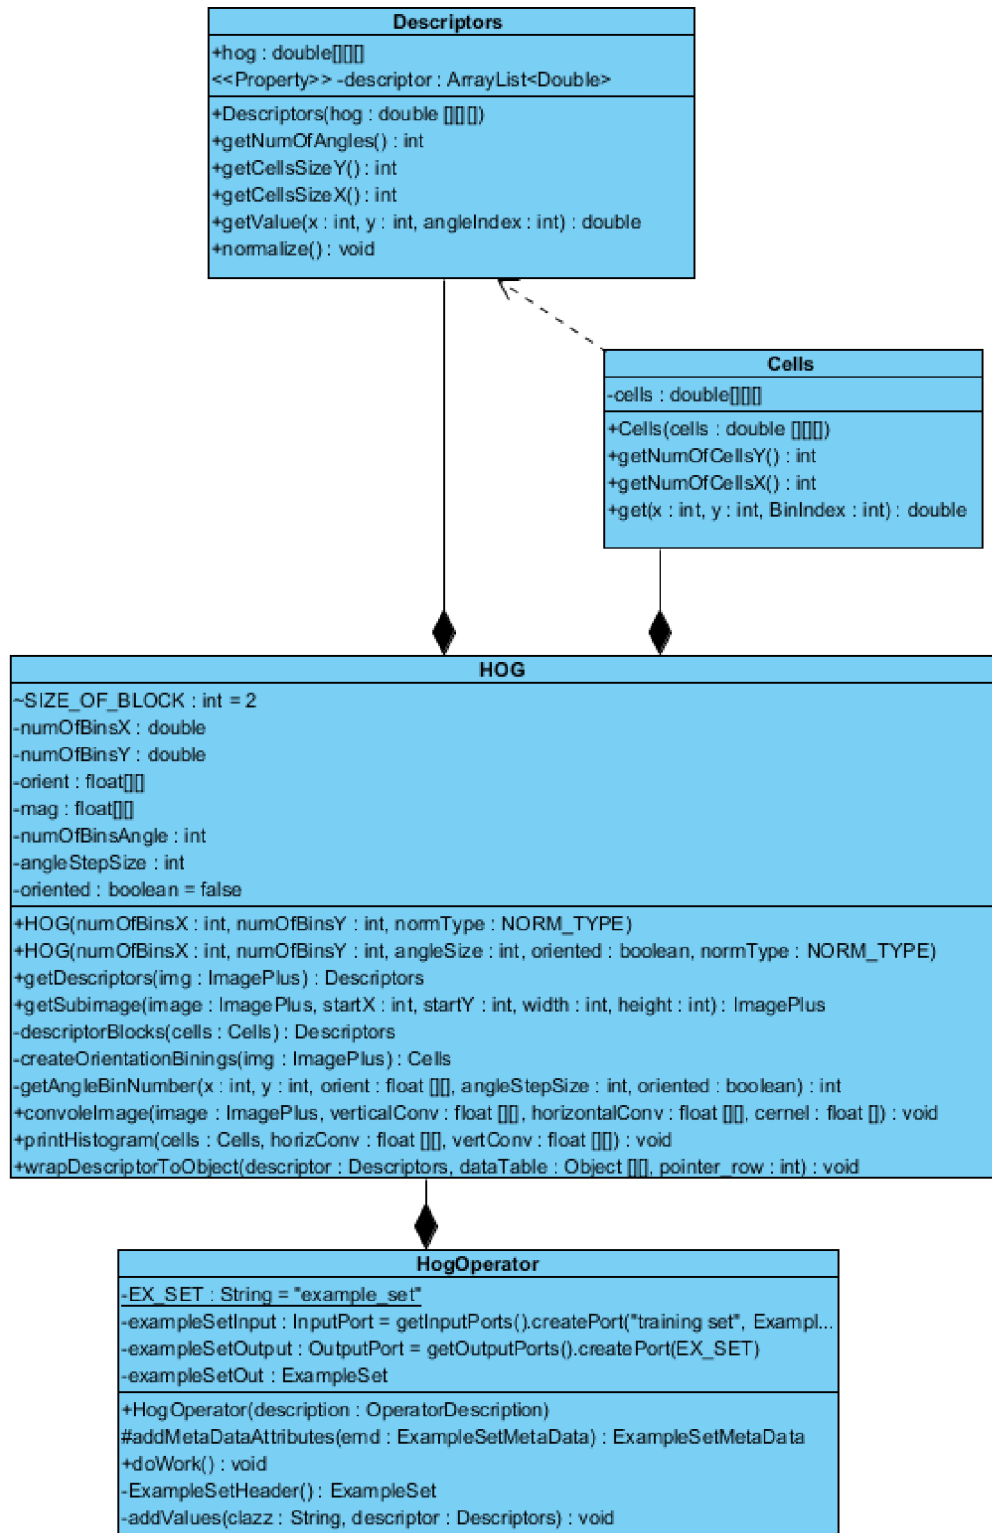 Descriptors
+hog : double[][][]
<<Property>> -descriptor : ArrayList<Double>
+Descriptors(hog : double [][][])
+getNumOfAngles() : int
+getCellsSizeY() : int
+getCellsSizeX() : int
+getValue(x : int, y : int, angleIndex : int) : double
+normalize() : void
Cells
-cells : double[][][]
+Cells(cells : double [][][])
+getNumOfCellsY() : int
+getNumOfCellsX() : int
+get(x : int, y : int, BinIndex : int) : double
HOG
~SIZE_OF_BLOCK : int = 2
-numOfBinsX : double
-numOfBinsY : double
-orient : float[][]
-mag : float[][]
-numOfBinsAngle : int
-angleStepSize : int
-oriented : boolean = false
+HOG(numOfBinsX : int, numOfBinsY : int, normType : NORM_TYPE)
+HOG(numOfBinsX : int, numOfBinsY : int, angleSize : int, oriented : boolean, normType : NORM_TYPE)
+getDescriptors(img : ImagePlus) : Descriptors
+getSubimage(image : ImagePlus, startX : int, startY : int, width : int, height : int) : ImagePlus
-descriptorBlocks(cells : Cells) : Descriptors
-createOrientationBinings(img : ImagePlus) : Cells
-getAngleBinNumber(x : int, y : int, orient : float [][], angleStepSize : int, oriented : boolean) : int
+convoleImage(image : ImagePlus, verticalConv : float [][], horizontalConv : float [][], cernel : float []) : void
+printHistogram(cells : Cells, horizConv : float [][], vertConv : float [][]) : void
+wrapDescriptorToObject(descriptor : Descriptors, dataTable : Object [][], pointer_row : int) : void
HogOperator
-EX_SET : String = "example_set"
-exampleSetInput : InputPort = getInputPorts().createPort("training set", Exampl...
-exampleSetOutput : OutputPort = getOutputPorts().createPort(EX_SET)
-exampleSetOut : ExampleSet
+HogOperator(description : OperatorDescription)
#addMetaDataAttributes(emd : ExampleSetMetaData) : ExampleSetMetaData
+doWork() : void
-ExampleSetHeader() : ExampleSet
-addValues(clazz : String, descriptor : Descriptors) : void